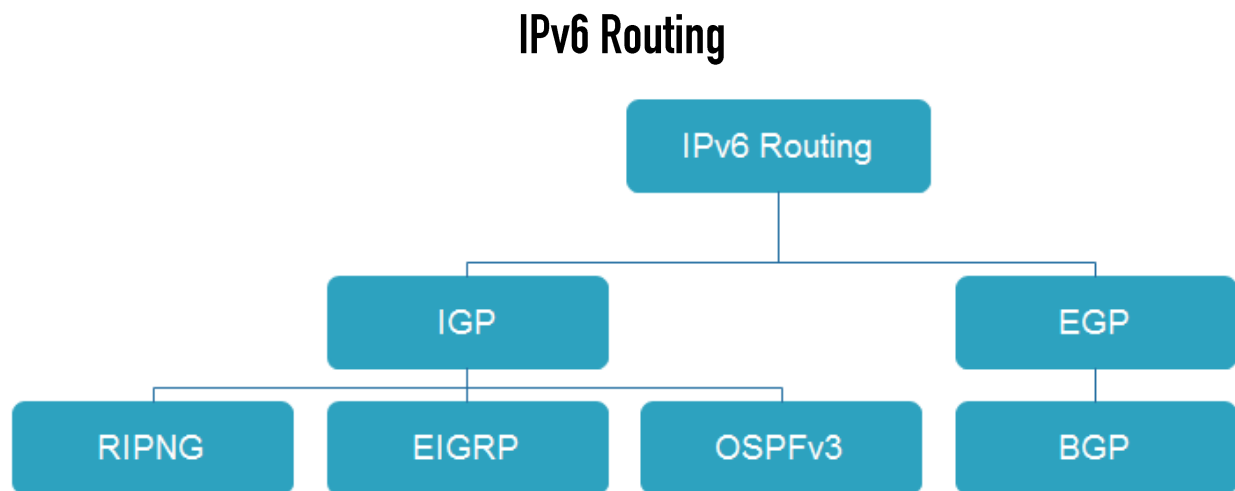 IPv6 Routing
IPv6 Routing
IGP
EGP
RIPNG
EIGRP
OSPFv3
BGP